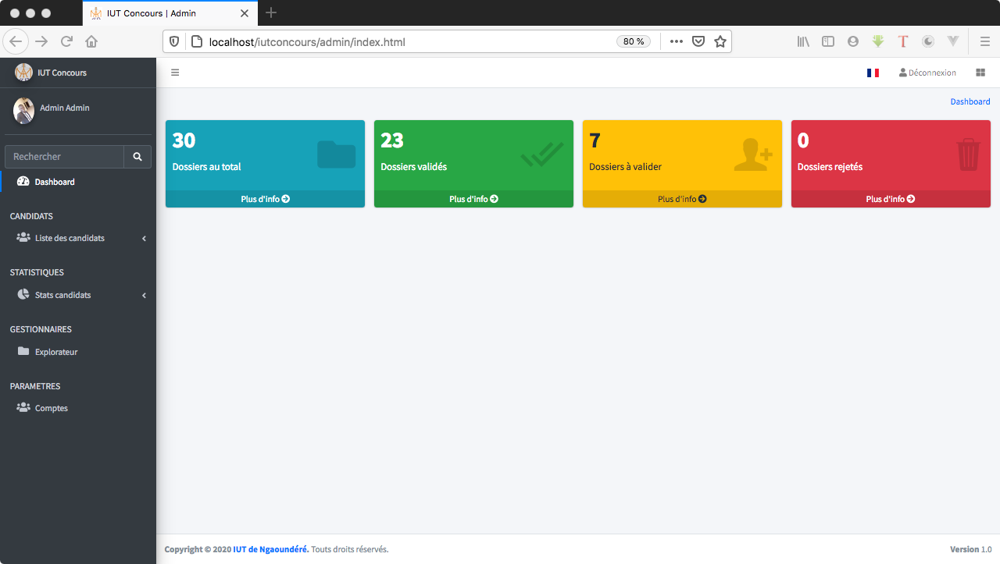 IUT Concours | Admin
localhost/iutconcours/admin/index.html
80 %
IUT Concours
Déconnexion
Admin Admin
Dashboard
Rechercher
Dashboard
30
Dossiers au total
Plus d'info
23
Dossiers validés
Plus d'info
7
Dossiers à valider
Plus d'info
0
Dossiers rejetés
Plus d'info
CANDIDATS
Liste des candidats
STATISTIQUES
Stats candidats
GESTIONNAIRES
Explorateur
PARAMETRES
Comptes
Copyright © 2020 IUT de Ngaoundéré. Touts droits réservés.
Version 1.0